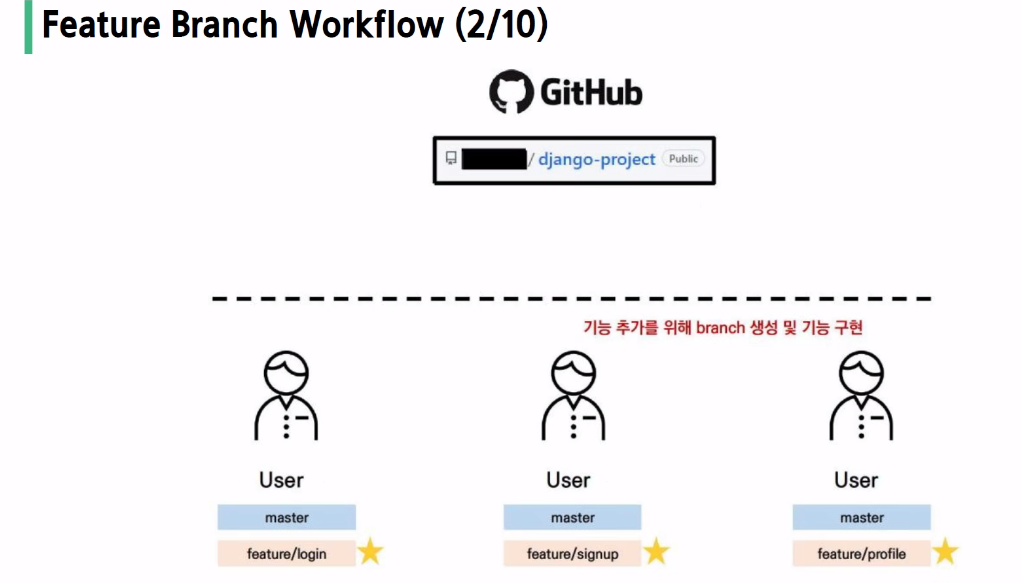 Feature Branch Workflow (2/10)
GitHub
/ django-project Public
기능 추가를 위해 branch 생성 및 기능 구현
User User User
master master master
feature/login feature/signup feature/profile